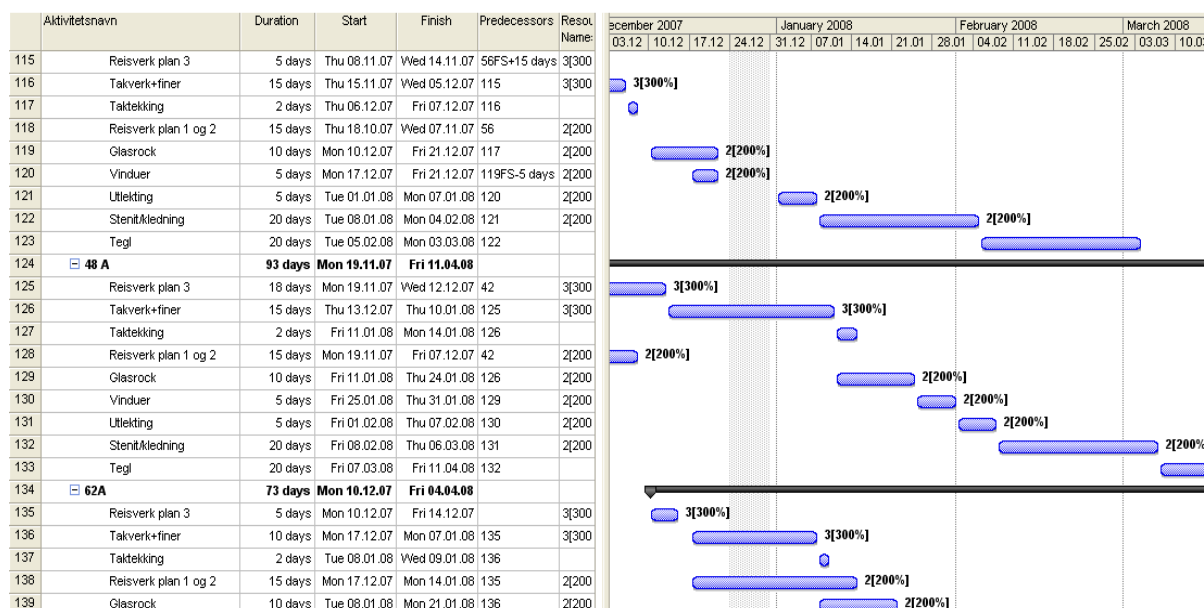 Aktivitetsnavn Duration Start Finish Predecessors Resou Name: ecember 2007 January 2008 February 2008 March 2008
03.12 10.12 17.12 24.12 31.12 07.01 14.01 21.01 28.01 04.02 11.02 18.02 25.02 03.03 10.03
115 Reisverk plan 3 5 days Thu 08.11.07 Wed 14.11.07 56FS+15 days 3[300
116 Takverk+finer 15 days Thu 15.11.07 Wed 05.12.07 115 3[300 3[300%]
117 Taktekking 2 days Thu 06.12.07 Fri 07.12.07 116
118 Reisverk plan 1 og 2 15 days Thu 18.10.07 Wed 07.11.07 56 2[200
119 Glasrock 10 days Mon 10.12.07 Fri 21.12.07 117 2[200 2[200%]
120 Vinduer 5 days Mon 17.12.07 Fri 21.12.07 119FS-5 days 2[200 2[200%]
121 Utlekting 5 days Tue 01.01.08 Mon 07.01.08 120 2[200 2[200%]
122 Stenit/kledning 20 days Tue 08.01.08 Mon 04.02.08 121 2[200 2[200%]
123 Tegl 20 days Tue 05.02.08 Mon 03.03.08 122
124 48 A 93 days Mon 19.11.07 Fri 11.04.08
125 Reisverk plan 3 18 days Mon 19.11.07 Wed 12.12.07 42 3[300 3[300%]
126 Takverk+finer 15 days Thu 13.12.07 Thu 10.01.08 125 3[300 3[300%]
127 Taktekking 2 days Fri 11.01.08 Mon 14.01.08 126
128 Reisverk plan 1 og 2 15 days Mon 19.11.07 Fri 07.12.07 42 2[200 2[200%]
129 Glasrock 10 days Fri 11.01.08 Thu 24.01.08 126 2[200 2[200%]
130 Vinduer 5 days Fri 25.01.08 Thu 31.01.08 129 2[200 2[200%]
131 Utlekting 5 days Fri 01.02.08 Thu 07.02.08 130 2[200 2[200%]
132 Stenit/kledning 20 days Fri 08.02.08 Thu 06.03.08 131 2[200 2[200%
133 Tegl 20 days Fri 07.03.08 Fri 11.04.08 132
134 62A 73 days Mon 10.12.07 Fri 04.04.08
135 Reisverk plan 3 5 days Mon 10.12.07 Fri 14.12.07 3[300 3[300%]
136 Takverk+finer 10 days Mon 17.12.07 Mon 07.01.08 135 3[300 3[300%]
137 Taktekking 2 days Tue 08.01.08 Wed 09.01.08 136
138 Reisverk plan 1 og 2 15 days Mon 17.12.07 Mon 14.01.08 135 2[200 2[200%]
139 Glasrock 10 days Tue 08.01.08 Mon 21.01.08 136 2[200 2[200%]